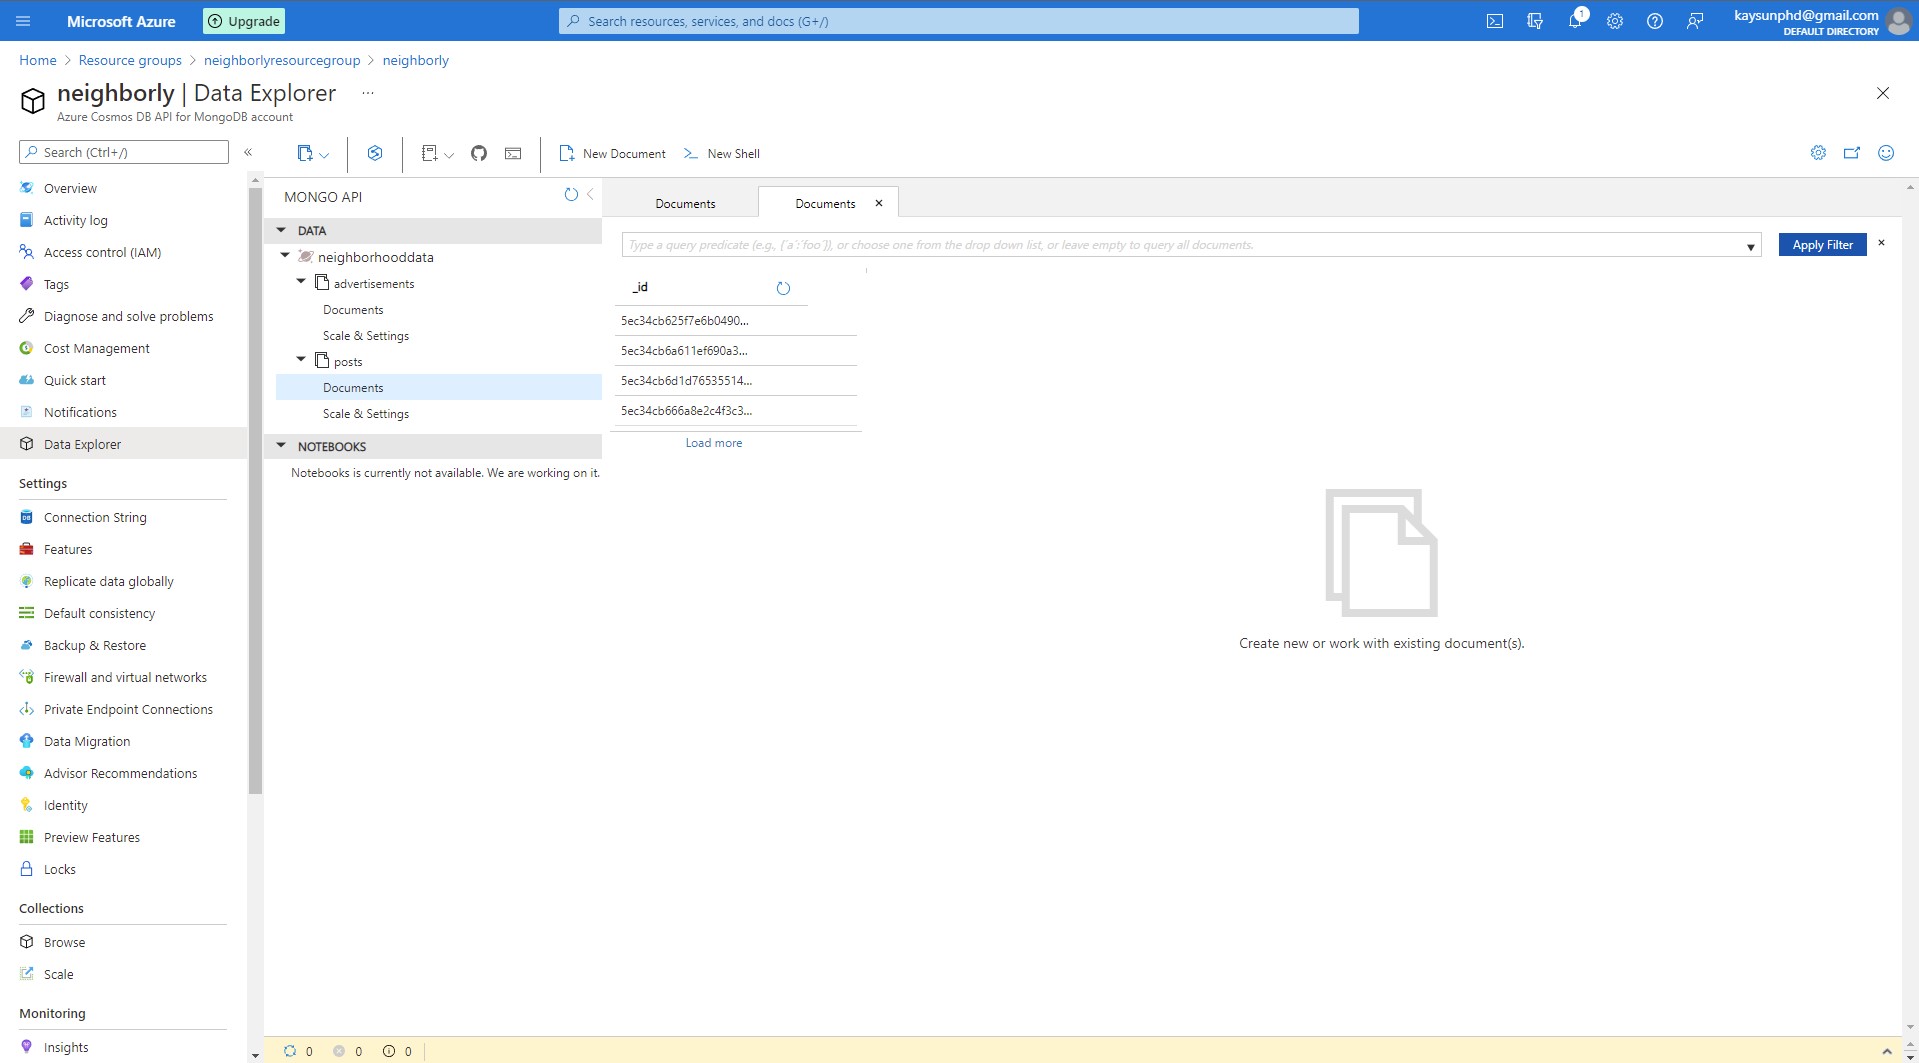 Microsoft Azure
Upgrade
Search resources, services, and docs (G+/)
1
kaysunphd@gmail.com
DEFAULT DIRECTORY
Home > Resource groups > neighborlyresourcegroup > neighborly
neighborly | Data Explorer ...
Azure Cosmos DB API for MongoDB account
Search (Ctrl+/)
Overview
Activity log
Access control (IAM)
Tags
Diagnose and solve problems
Cost Management
Quick start
Notifications
Data Explorer
Settings
Connection String
Features
Replicate data globally
Default consistency
Backup & Restore
Firewall and virtual networks
Private Endpoint Connections
Data Migration
Advisor Recommendations
Identity
Preview Features
Locks
Collections
Browse
Scale
Monitoring
Insights
New Document
New Shell
MONGO API
DATA
neighborhooddata
advertisements
Documents
Scale & Settings
posts
Documents
Scale & Settings
NOTEBOOKS
Notebooks is currently not available. We are working on it.
Documents
Documents
Type a query predicate (e.g., {´a´:´foo´}), or choose one from the drop down list, or leave empty to query all documents.
Apply Filter
_id
5ec34cb625f7e6b0490...
5ec34cb6a611ef690a3...
5ec34cb6d1d76535514...
5ec34cb666a8e2c4f3c3...
Load more
Create new or work with existing document(s).
0 0 0